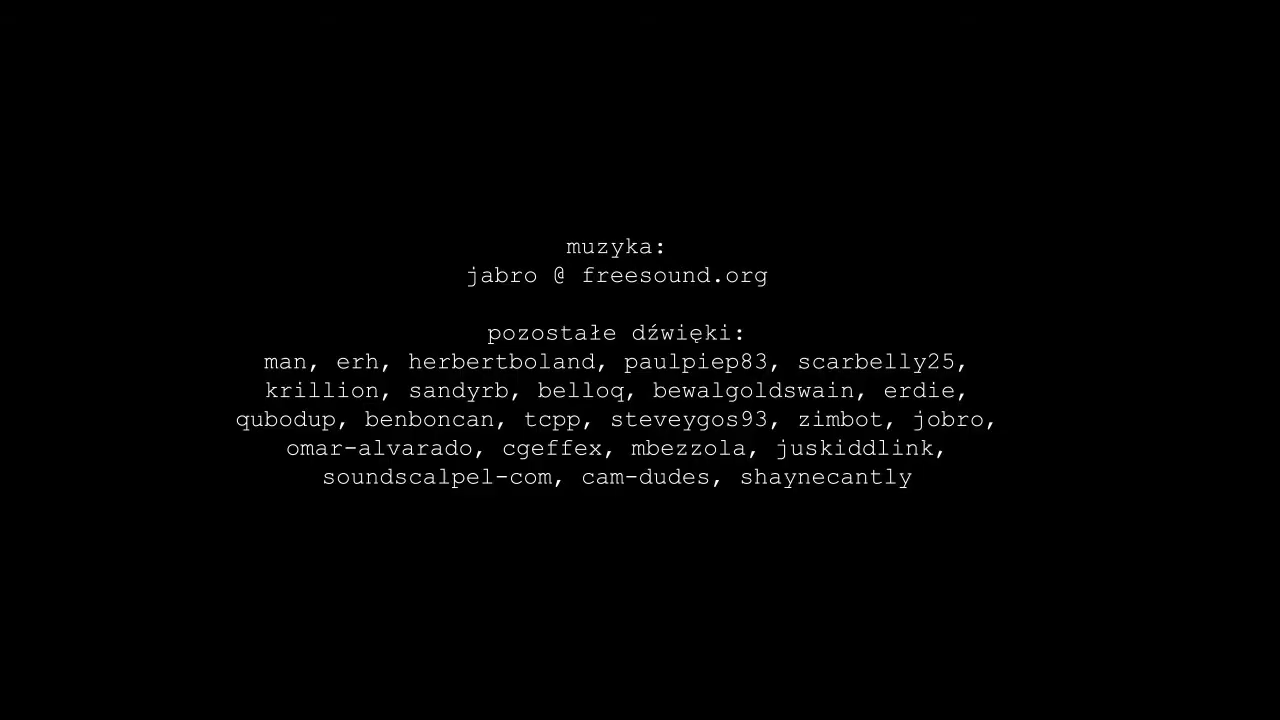 muzyka:
jabro @ freesound.org
pozostałe dźwięki:
man, erh, herbertboland, paulpiep83, scarbelly25,
krillion, sandyrb, belloq, bewalgoldswain, erdie,
qubodup, benboncan, tcpp, steveygos93, zimbot, jobro,
omar-alvarado, cgeffex, mbezzola, juskiddlink,
soundscalpel-com, cam-dudes, shaynecantly